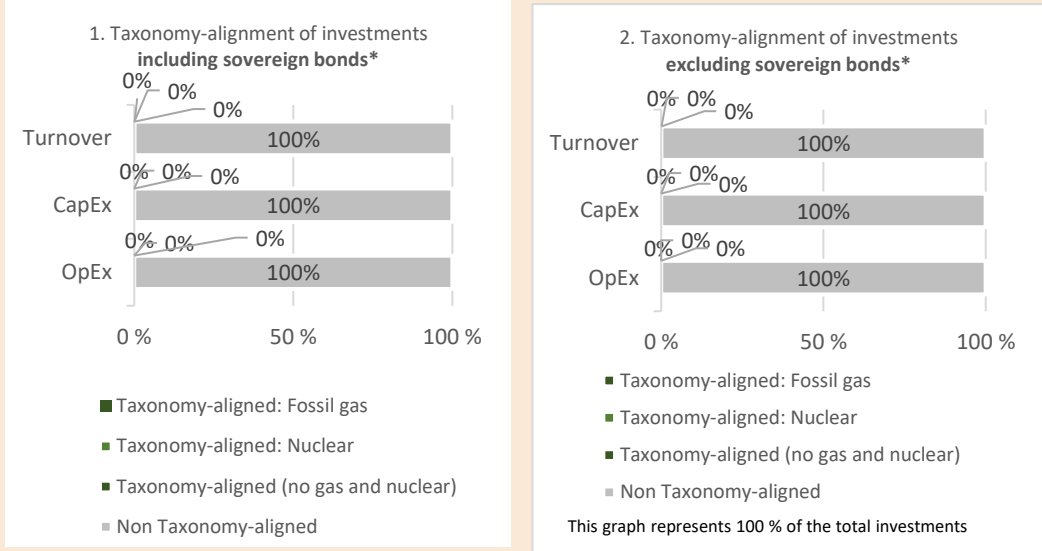 1. Taxonomy-alignment of investments
including sovereign bonds*
0%
0%
0%
Turnover
100%
0%
0%
0%
CapEx
100%
0%
0%
0%
OpEx
100%
0 %
50 %
100 %
Taxonomy-aligned: Fossil gas
Taxonomy-aligned: Nuclear
Taxonomy-aligned (no gas and nuclear)
Non Taxonomy-aligned
2. Taxonomy-alignment of investments
excluding sovereign bonds*
0%
0%
0%
Turnover
100%
0%
0%
0%
CapEx
100%
0%
0%
0%
OpEx
100%
0 %
50 %
100 %
Taxonomy-aligned: Fossil gas
Taxonomy-aligned: Nuclear
Taxonomy-aligned (no gas and nuclear)
Non Taxonomy-aligned
This graph represents 100 % of the total investments